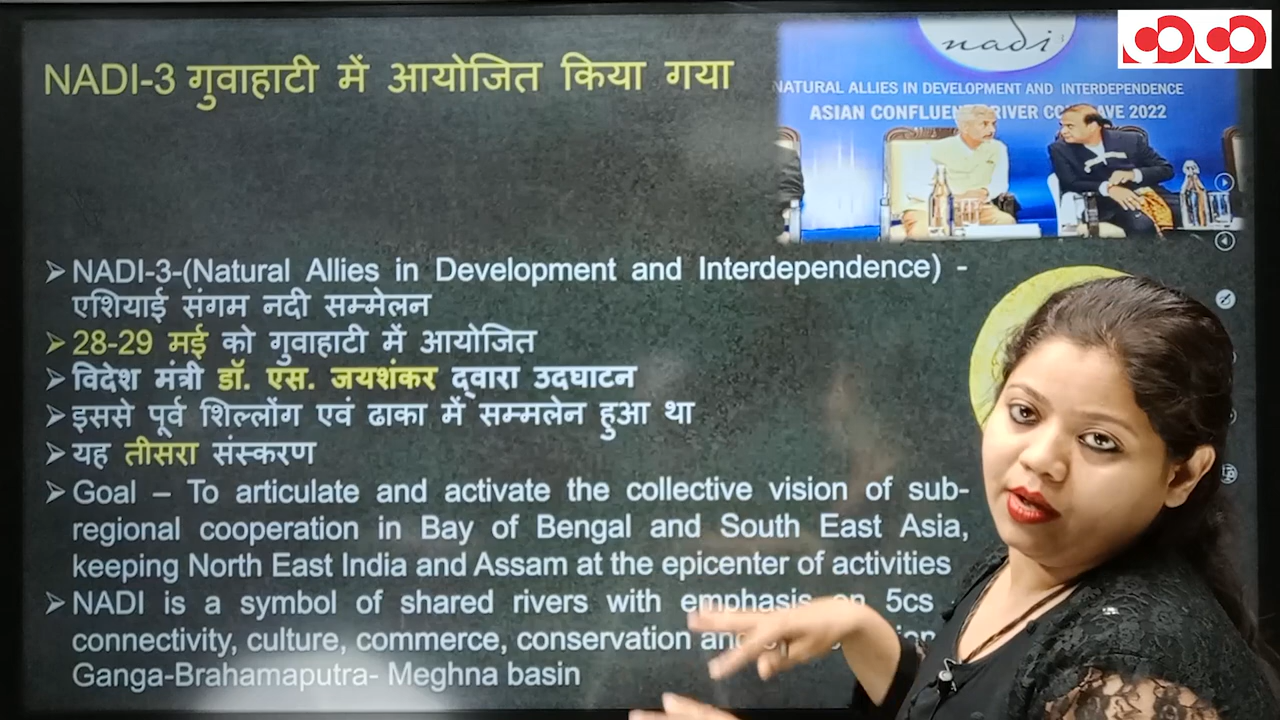 NADI-3 गुवाहाटी में आयोजित किया गया
nadi
NATURAL ALLIES IN DEVELOPMENT AND INTERDEPENDENCE
ASIAN CONFLUEN RIVER CO AVE 2022
➢ NADI-3-(Natural Allies in Development and Interdependence) -
एशियाई संगम नदी सम्मेलन
➢ 28-29 मई को गुवाहाटी में आयोजित
➢ विदेश मंत्री डॉ. एस. जयशंकर द्वारा उदघाटन
➢ इससे पूर्व शिल्लोंग एवं ढाका में सम्मलेन हुआ था
➢ यह तीसरा संस्करण
➢ Goal – To articulate and activate the collective vision of sub-
regional cooperation in Bay of Bengal and South East Asia,
keeping North East India and Assam at the epicenter of activities
➢ NADI is a symbol of shared rivers with emphasis on 5cs
connectivity, culture, commerce, conservation and
Ganga-Brahamaputra- Meghna basin